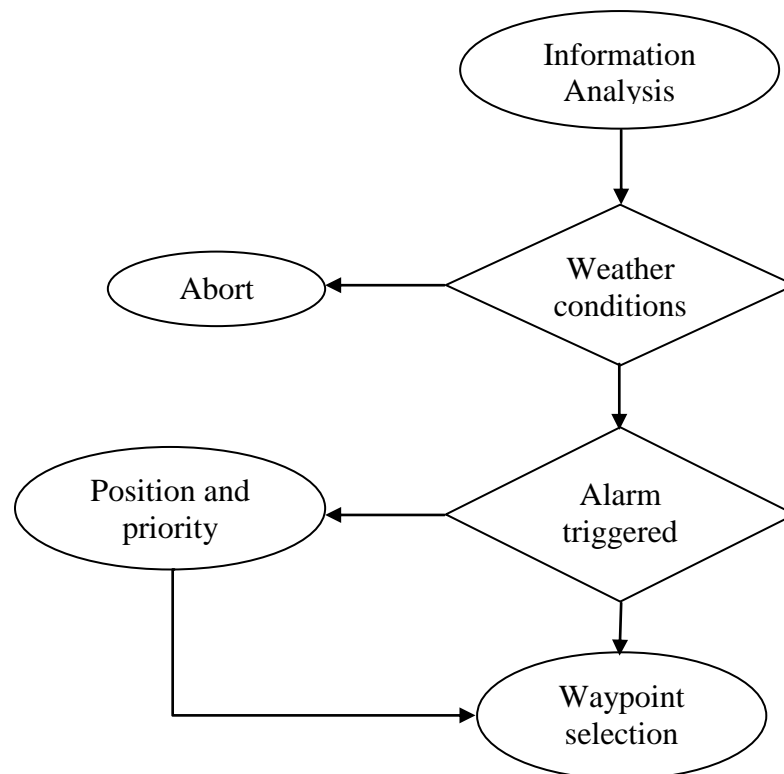 Information
Analysis
Weather
conditions
Abort
Alarm
triggered
Position and
priority
Waypoint
selection